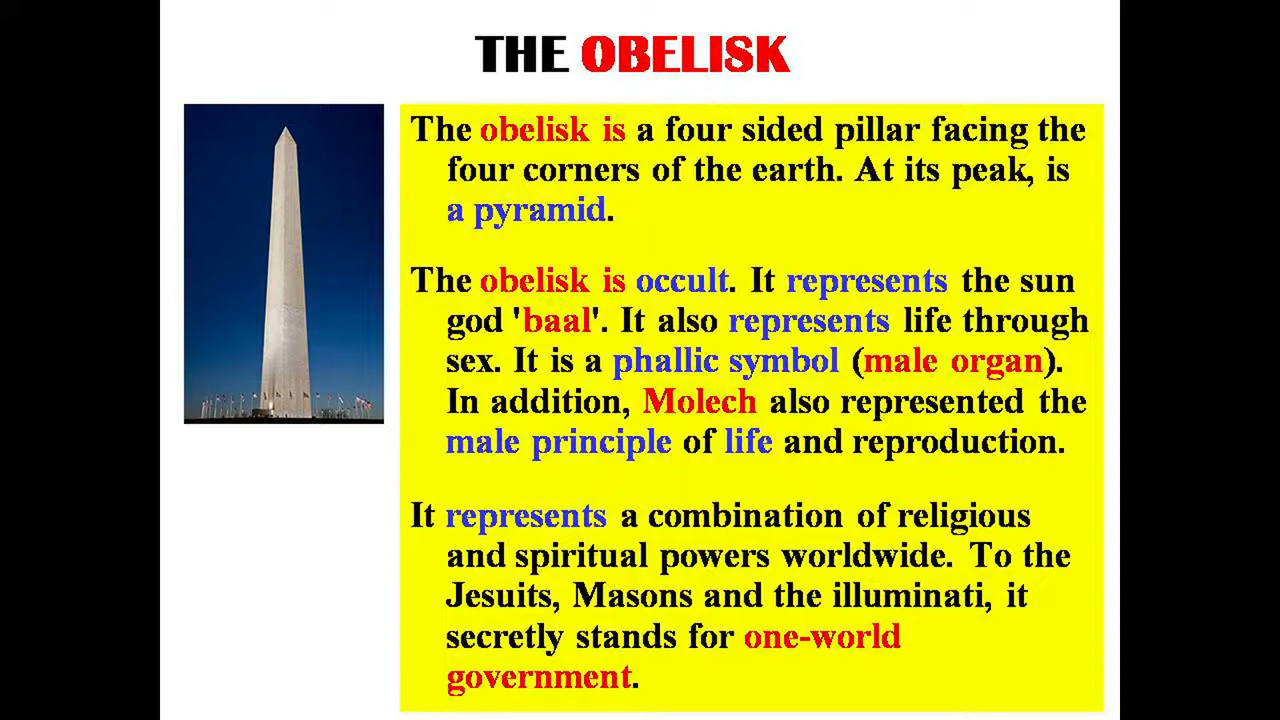 THE OBELISK
The obelisk is a four sided pillar facing the
four corners of the earth. At its peak, is
a pyramid.
The obelisk is occult. It represents the sun
god 'baal'. It also represents life through
sex. It is a phallic symbol (male organ).
In addition, Molech also represented the
male principle of life and reproduction.
It represents a combination of religious
and spiritual powers worldwide. To the
Jesuits, Masons and the illuminati, it
secretly stands for one-world
government.